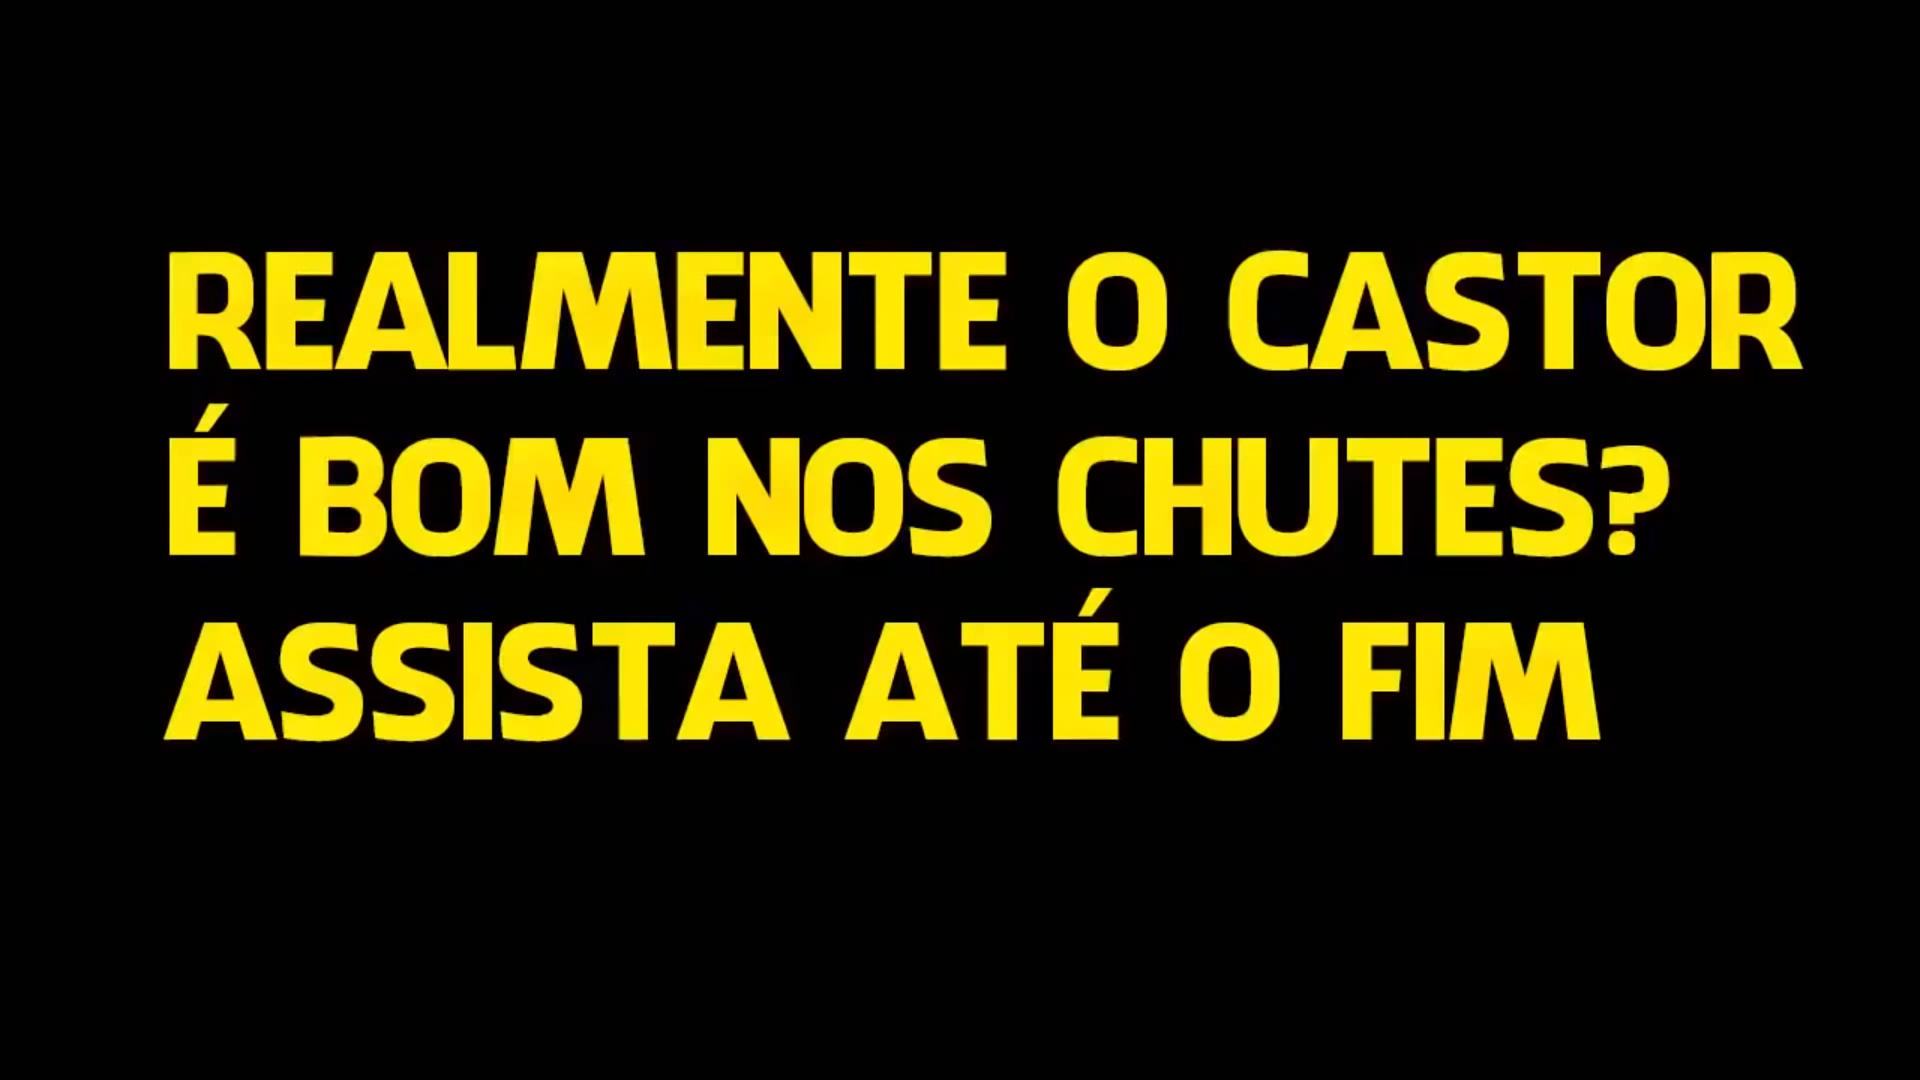 REALMENTE O CASTOR
É BOM NOS CHUTES?
ASSISTA ATÉ O FIM